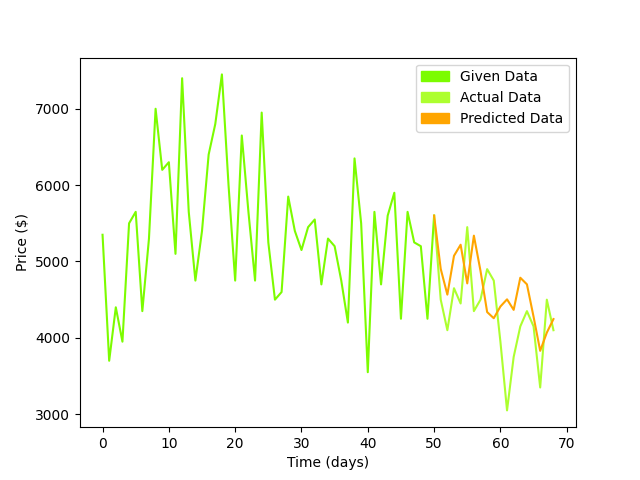 Given Data
Actual Data
Predicted Data
7000
6000
5000
4000
3000
Price ($)
0 10 20 30 40 50 60 70
Time (days)